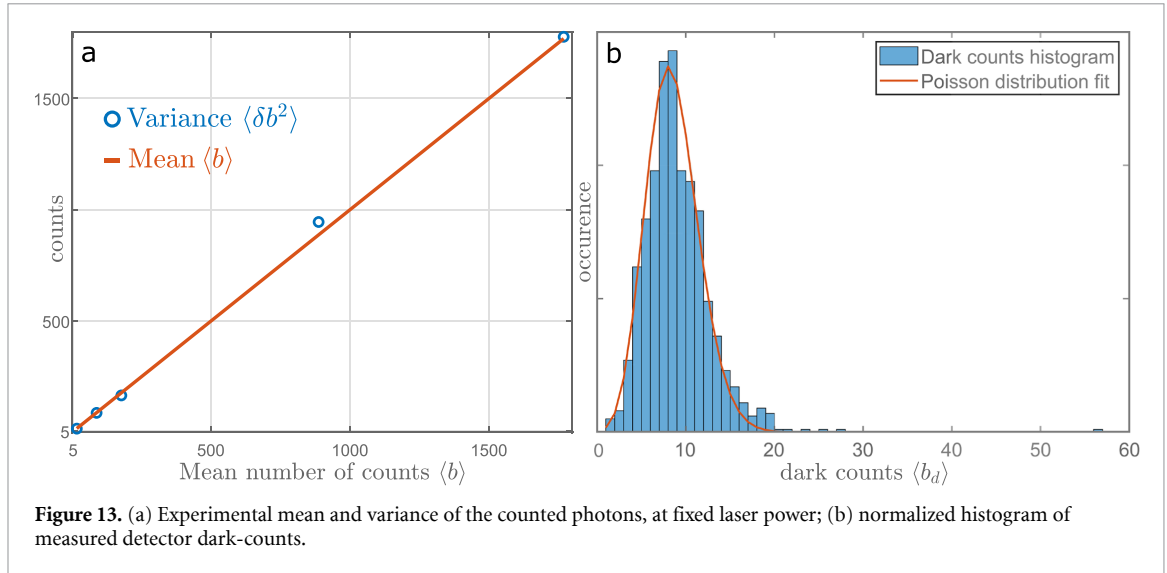 a
Variance ⟨δb²⟩
Mean ⟨b⟩
counts
1500
500
5
5 500 1000 1500
Mean number of counts ⟨b⟩
b
Dark counts histogram
Poisson distribution fit
occurence
0 10 20 30 40 50 60
dark counts ⟨b_d⟩
Figure 13. (a) Experimental mean and variance of the counted photons, at fixed laser power; (b) normalized histogram of
measured detector dark-counts.